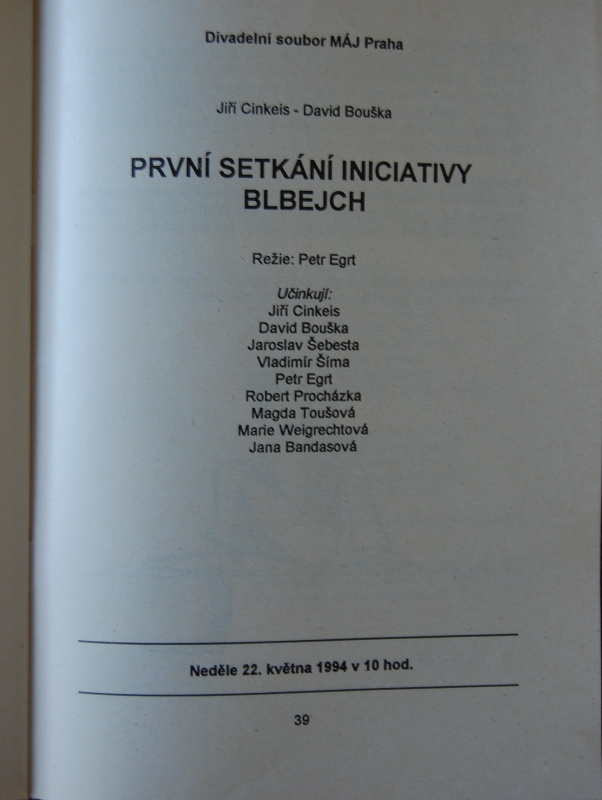 Divadelní soubor MÁJ Praha
Jiří Cinkeis - David Bouška
PRVNÍ SETKÁNÍ INICIATIVY
BLBEJCH
Režie: Petr Egrt
Učinkují:
Jiří Cinkeis
David Bouška
Jaroslav Šebesta
Vladimír Šíma
Petr Egrt
Robert Procházka
Magda Toušová
Marie Weigrechtová
Jana Bandasová
Neděle 22. května 1994 v 10 hod.
39